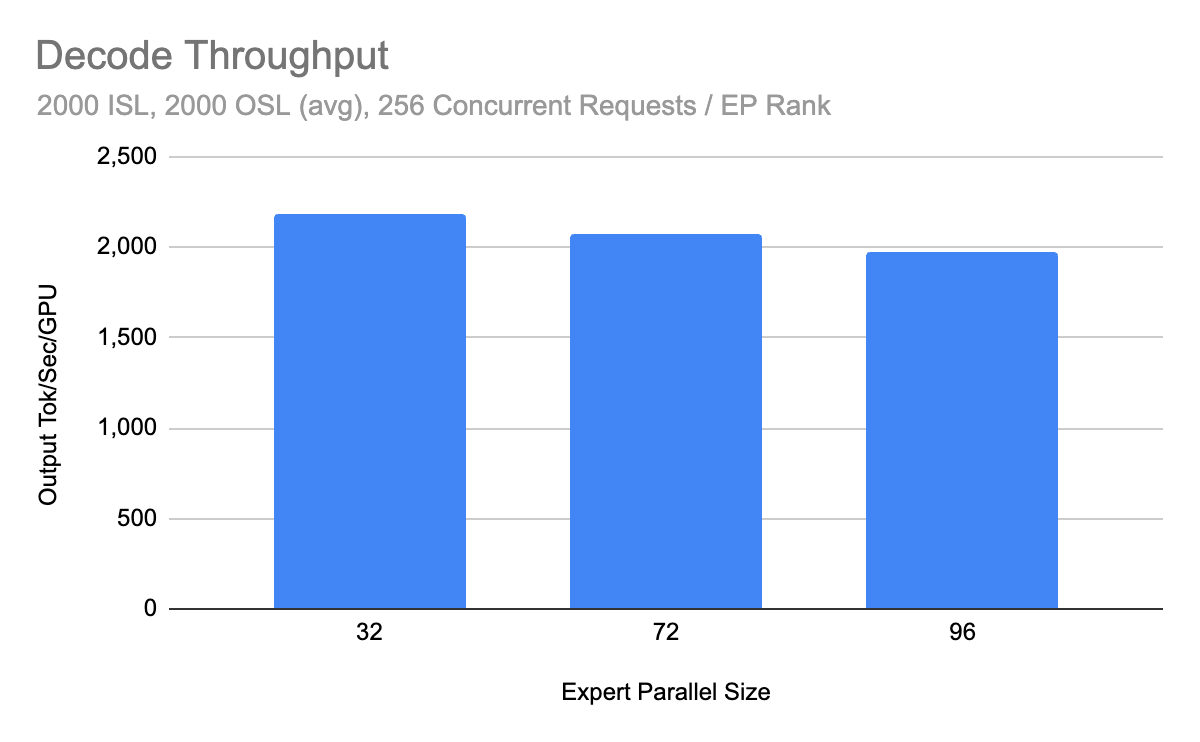 Decode Throughput
2000 ISL, 2000 OSL (avg), 256 Concurrent Requests / EP Rank
2,500
2,000
1,500
1,000
500
0
Output Tok/Sec/GPU
32
72
96
Expert Parallel Size